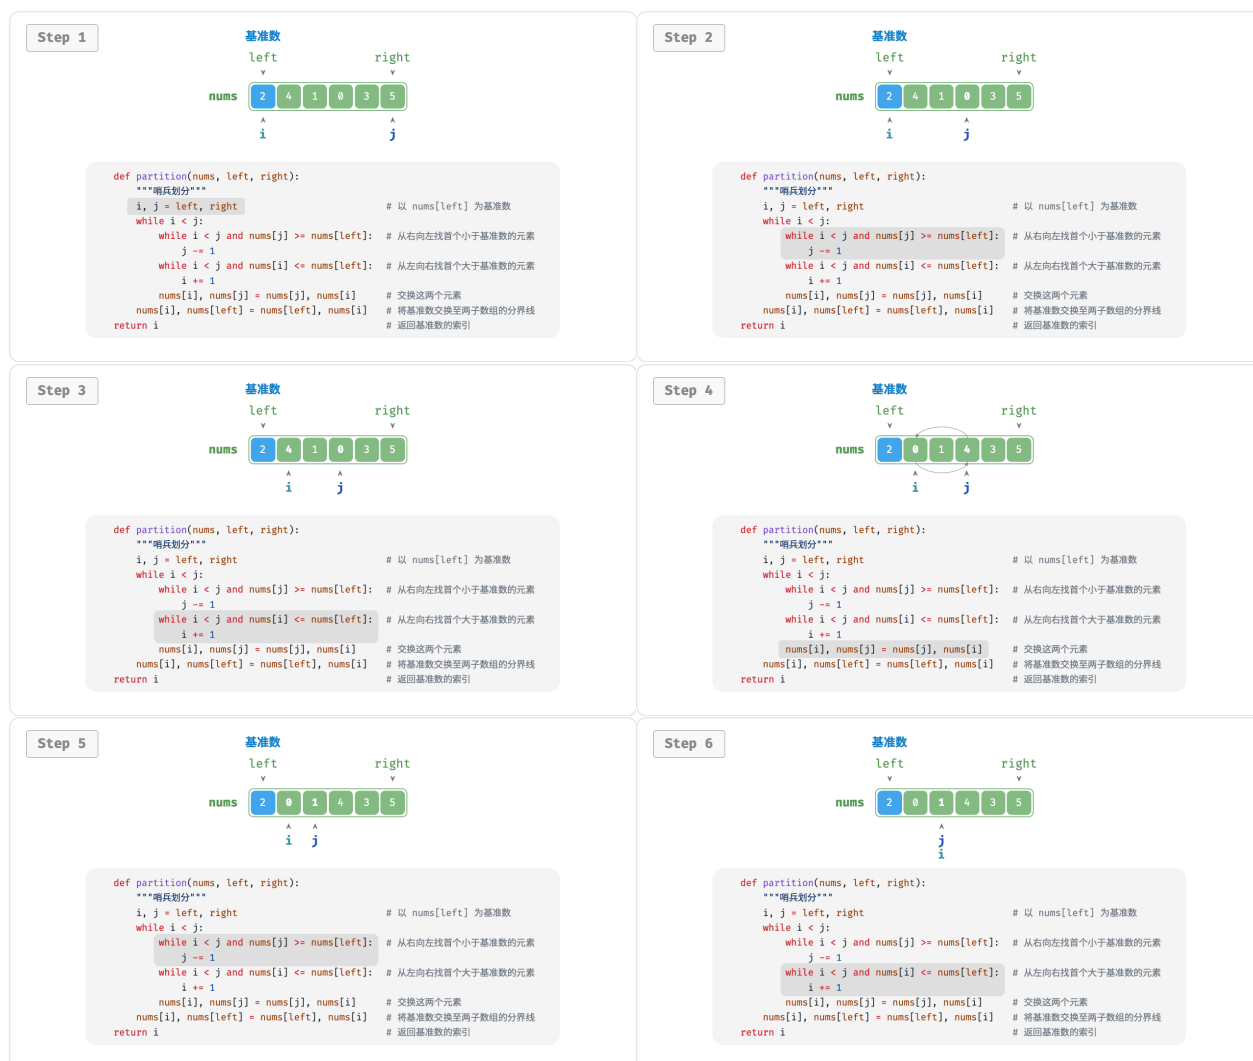 Step 1
基准数
left right
nums 2 4 1 0 3 5
i j
def partition(nums, left, right):
"""哨兵划分"""
i, j = left, right # 以 nums[left] 为基准数
while i < j:
while i < j and nums[j] >= nums[left]: # 从右向左找首个小于基准数的元素
j -= 1
while i < j and nums[i] <= nums[left]: # 从左向右找首个大于基准数的元素
i += 1
nums[i], nums[j] = nums[j], nums[i] # 交换这两个元素
nums[i], nums[left] = nums[left], nums[i] # 将基准数交换至两子数组的分界线
return i # 返回基准数的索引
Step 2
基准数
left right
nums 2 4 1 0 3 5
i j
def partition(nums, left, right):
"""哨兵划分"""
i, j = left, right # 以 nums[left] 为基准数
while i < j:
while i < j and nums[j] >= nums[left]: # 从右向左找首个小于基准数的元素
j -= 1
while i < j and nums[i] <= nums[left]: # 从左向右找首个大于基准数的元素
i += 1
nums[i], nums[j] = nums[j], nums[i] # 交换这两个元素
nums[i], nums[left] = nums[left], nums[i] # 将基准数交换至两子数组的分界线
return i # 返回基准数的索引
Step 3
基准数
left right
nums 2 4 1 0 3 5
i j
def partition(nums, left, right):
"""哨兵划分"""
i, j = left, right # 以 nums[left] 为基准数
while i < j:
while i < j and nums[j] >= nums[left]: # 从右向左找首个小于基准数的元素
j -= 1
while i < j and nums[i] <= nums[left]: # 从左向右找首个大于基准数的元素
i += 1
nums[i], nums[j] = nums[j], nums[i] # 交换这两个元素
nums[i], nums[left] = nums[left], nums[i] # 将基准数交换至两子数组的分界线
return i # 返回基准数的索引
Step 4
基准数
left right
nums 2 0 1 4 3 5
i j
def partition(nums, left, right):
"""哨兵划分"""
i, j = left, right # 以 nums[left] 为基准数
while i < j:
while i < j and nums[j] >= nums[left]: # 从右向左找首个小于基准数的元素
j -= 1
while i < j and nums[i] <= nums[left]: # 从左向右找首个大于基准数的元素
i += 1
nums[i], nums[j] = nums[j], nums[i] # 交换这两个元素
nums[i], nums[left] = nums[left], nums[i] # 将基准数交换至两子数组的分界线
return i # 返回基准数的索引
Step 5
基准数
left right
nums 2 0 1 4 3 5
i j
def partition(nums, left, right):
"""哨兵划分"""
i, j = left, right # 以 nums[left] 为基准数
while i < j:
while i < j and nums[j] >= nums[left]: # 从右向左找首个小于基准数的元素
j -= 1
while i < j and nums[i] <= nums[left]: # 从左向右找首个大于基准数的元素
i += 1
nums[i], nums[j] = nums[j], nums[i] # 交换这两个元素
nums[i], nums[left] = nums[left], nums[i] # 将基准数交换至两子数组的分界线
return i # 返回基准数的索引
Step 6
基准数
left right
nums 2 0 1 4 3 5
j
i
def partition(nums, left, right):
"""哨兵划分"""
i, j = left, right # 以 nums[left] 为基准数
while i < j:
while i < j and nums[j] >= nums[left]: # 从右向左找首个小于基准数的元素
j -= 1
while i < j and nums[i] <= nums[left]: # 从左向右找首个大于基准数的元素
i += 1
nums[i], nums[j] = nums[j], nums[i] # 交换这两个元素
nums[i], nums[left] = nums[left], nums[i] # 将基准数交换至两子数组的分界线
return i # 返回基准数的索引